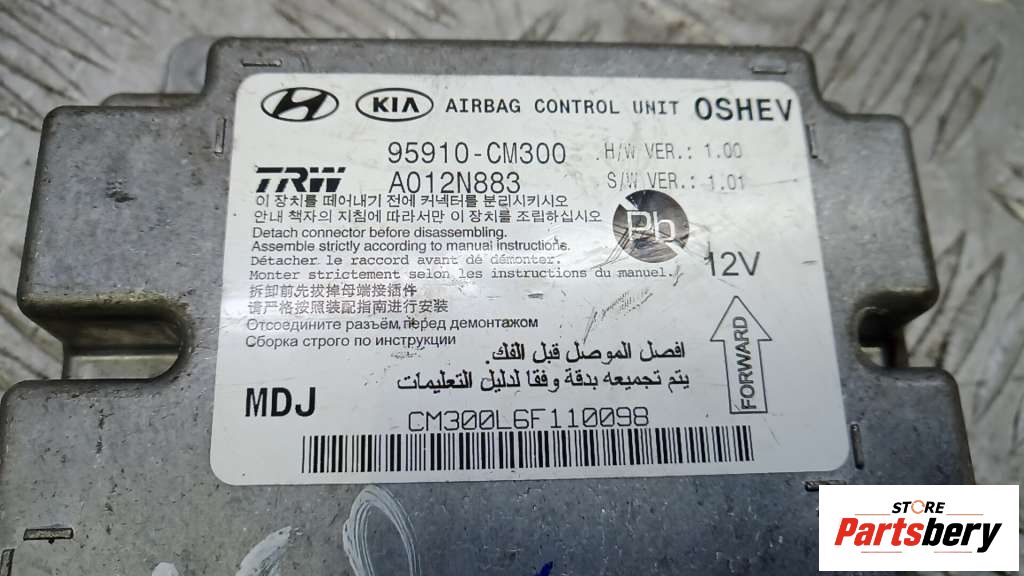 KIA AIRBAG CONTROL UNIT OSHEV
95910-CM300 H/W VER.: 1.00
TRW A012N883 S/W VER.: 1.01
이 장치를 떼어내기 전에 커넥터를 분리시키시오
안내 책자의 지침에 따라서만 이 장치를 조립하십시오
Pb
Detach connector before disassembling.
Assemble strictly according to manual instructions.
Détacher le raccord avant de démonter.
Monter strictement selon les instructions du manuel.
12V
拆卸前先拔掉母端接插件
请严格按照装配指南进行安装
FORWARD
Отсоедините разъём перед демонтажом
Сборка строго по инструкции
افصل الموصل قبل الفك.
يتم تجميعه بدقة وفقا لدليل التعليمات
MDJ
CM300L6F110098
STORE
Partsbery